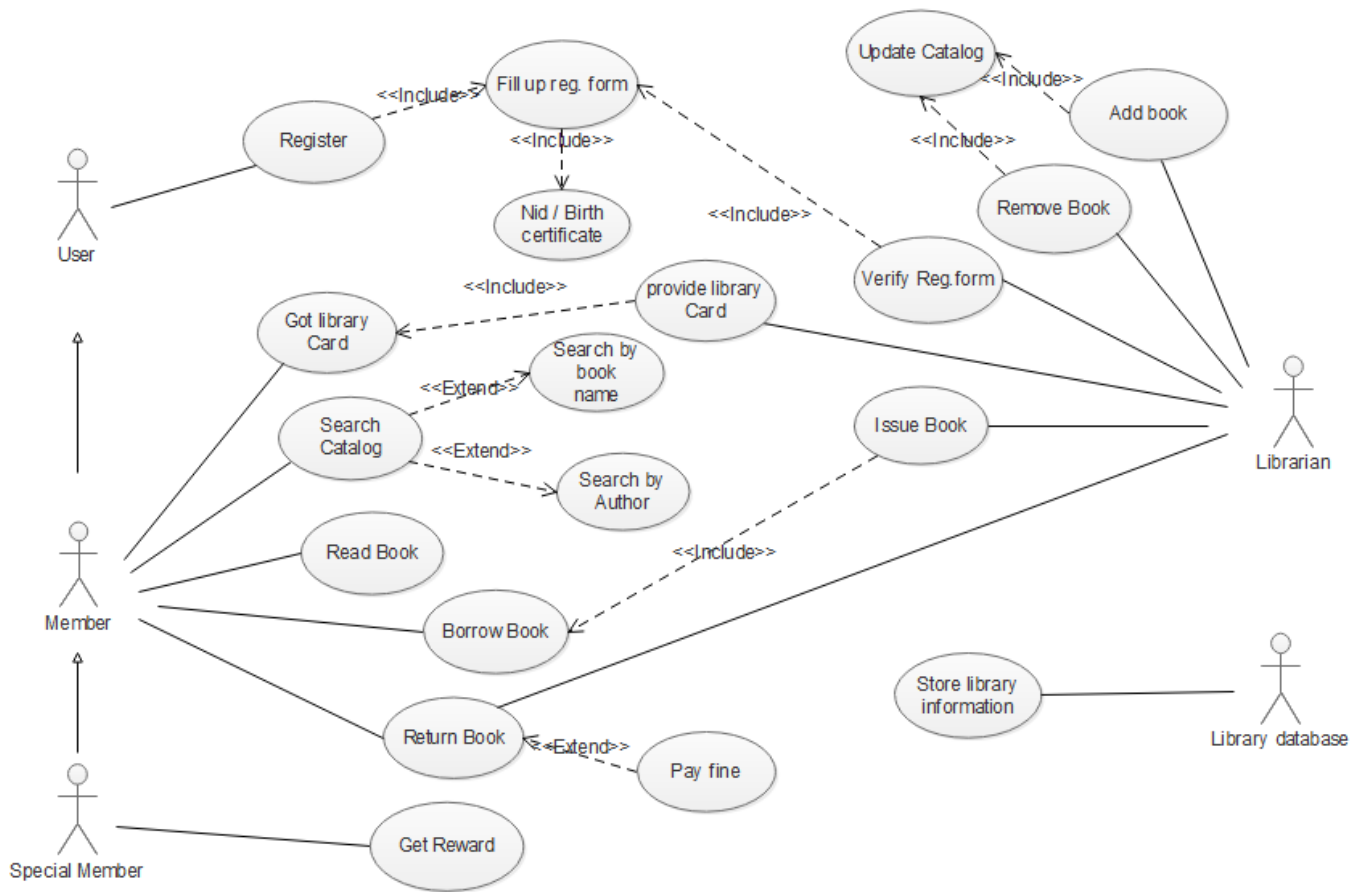 Update Catalog
<<Include>>
Fill up reg. form
<<Include>>
Add book
Register
<<Include>>
<<Include>>
Nid / Birth
certificate
<<Include>>
Remove Book
User
Verify Reg.form
<<Include>>
provide library
Card
Got library
Card
Search by
book
name
<<Extend>>
Search
Catalog
Issue Book
<<Extend>>
Librarian
Search by
Author
Read Book
<<Include>>
Member
Borrow Book
Store library
information
Return Book
<<Extend>>
Library database
Pay fine
Get Reward
Special Member